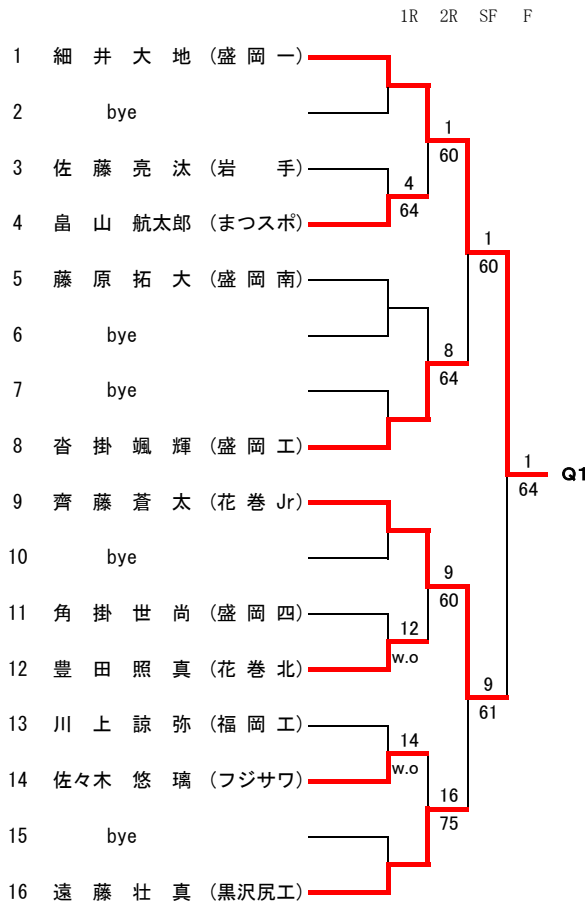 1R 2R SF F
1 細 井 大 地 (盛 岡 一)
2 bye
1
60
3 佐 藤 亮 汰 (岩 手)
4
64
4 畠 山 航太郎 (まつスポ)
1
60
5 藤 原 拓 大 (盛 岡 南)
6 bye
8
64
7 bye
8 沓 掛 颯 輝 (盛 岡 工)
1
64
Q1
9 齊 藤 蒼 太 (花 巻 Jr)
10 bye
9
60
11 角 掛 世 尚 (盛 岡 四)
12
w.o
12 豊 田 照 真 (花 巻 北)
9
61
13 川 上 諒 弥 (福 岡 工)
14
w.o
14 佐々木 悠 璃 (フジサワ)
16
75
15 bye
16 遠 藤 壮 真 (黒沢尻工)